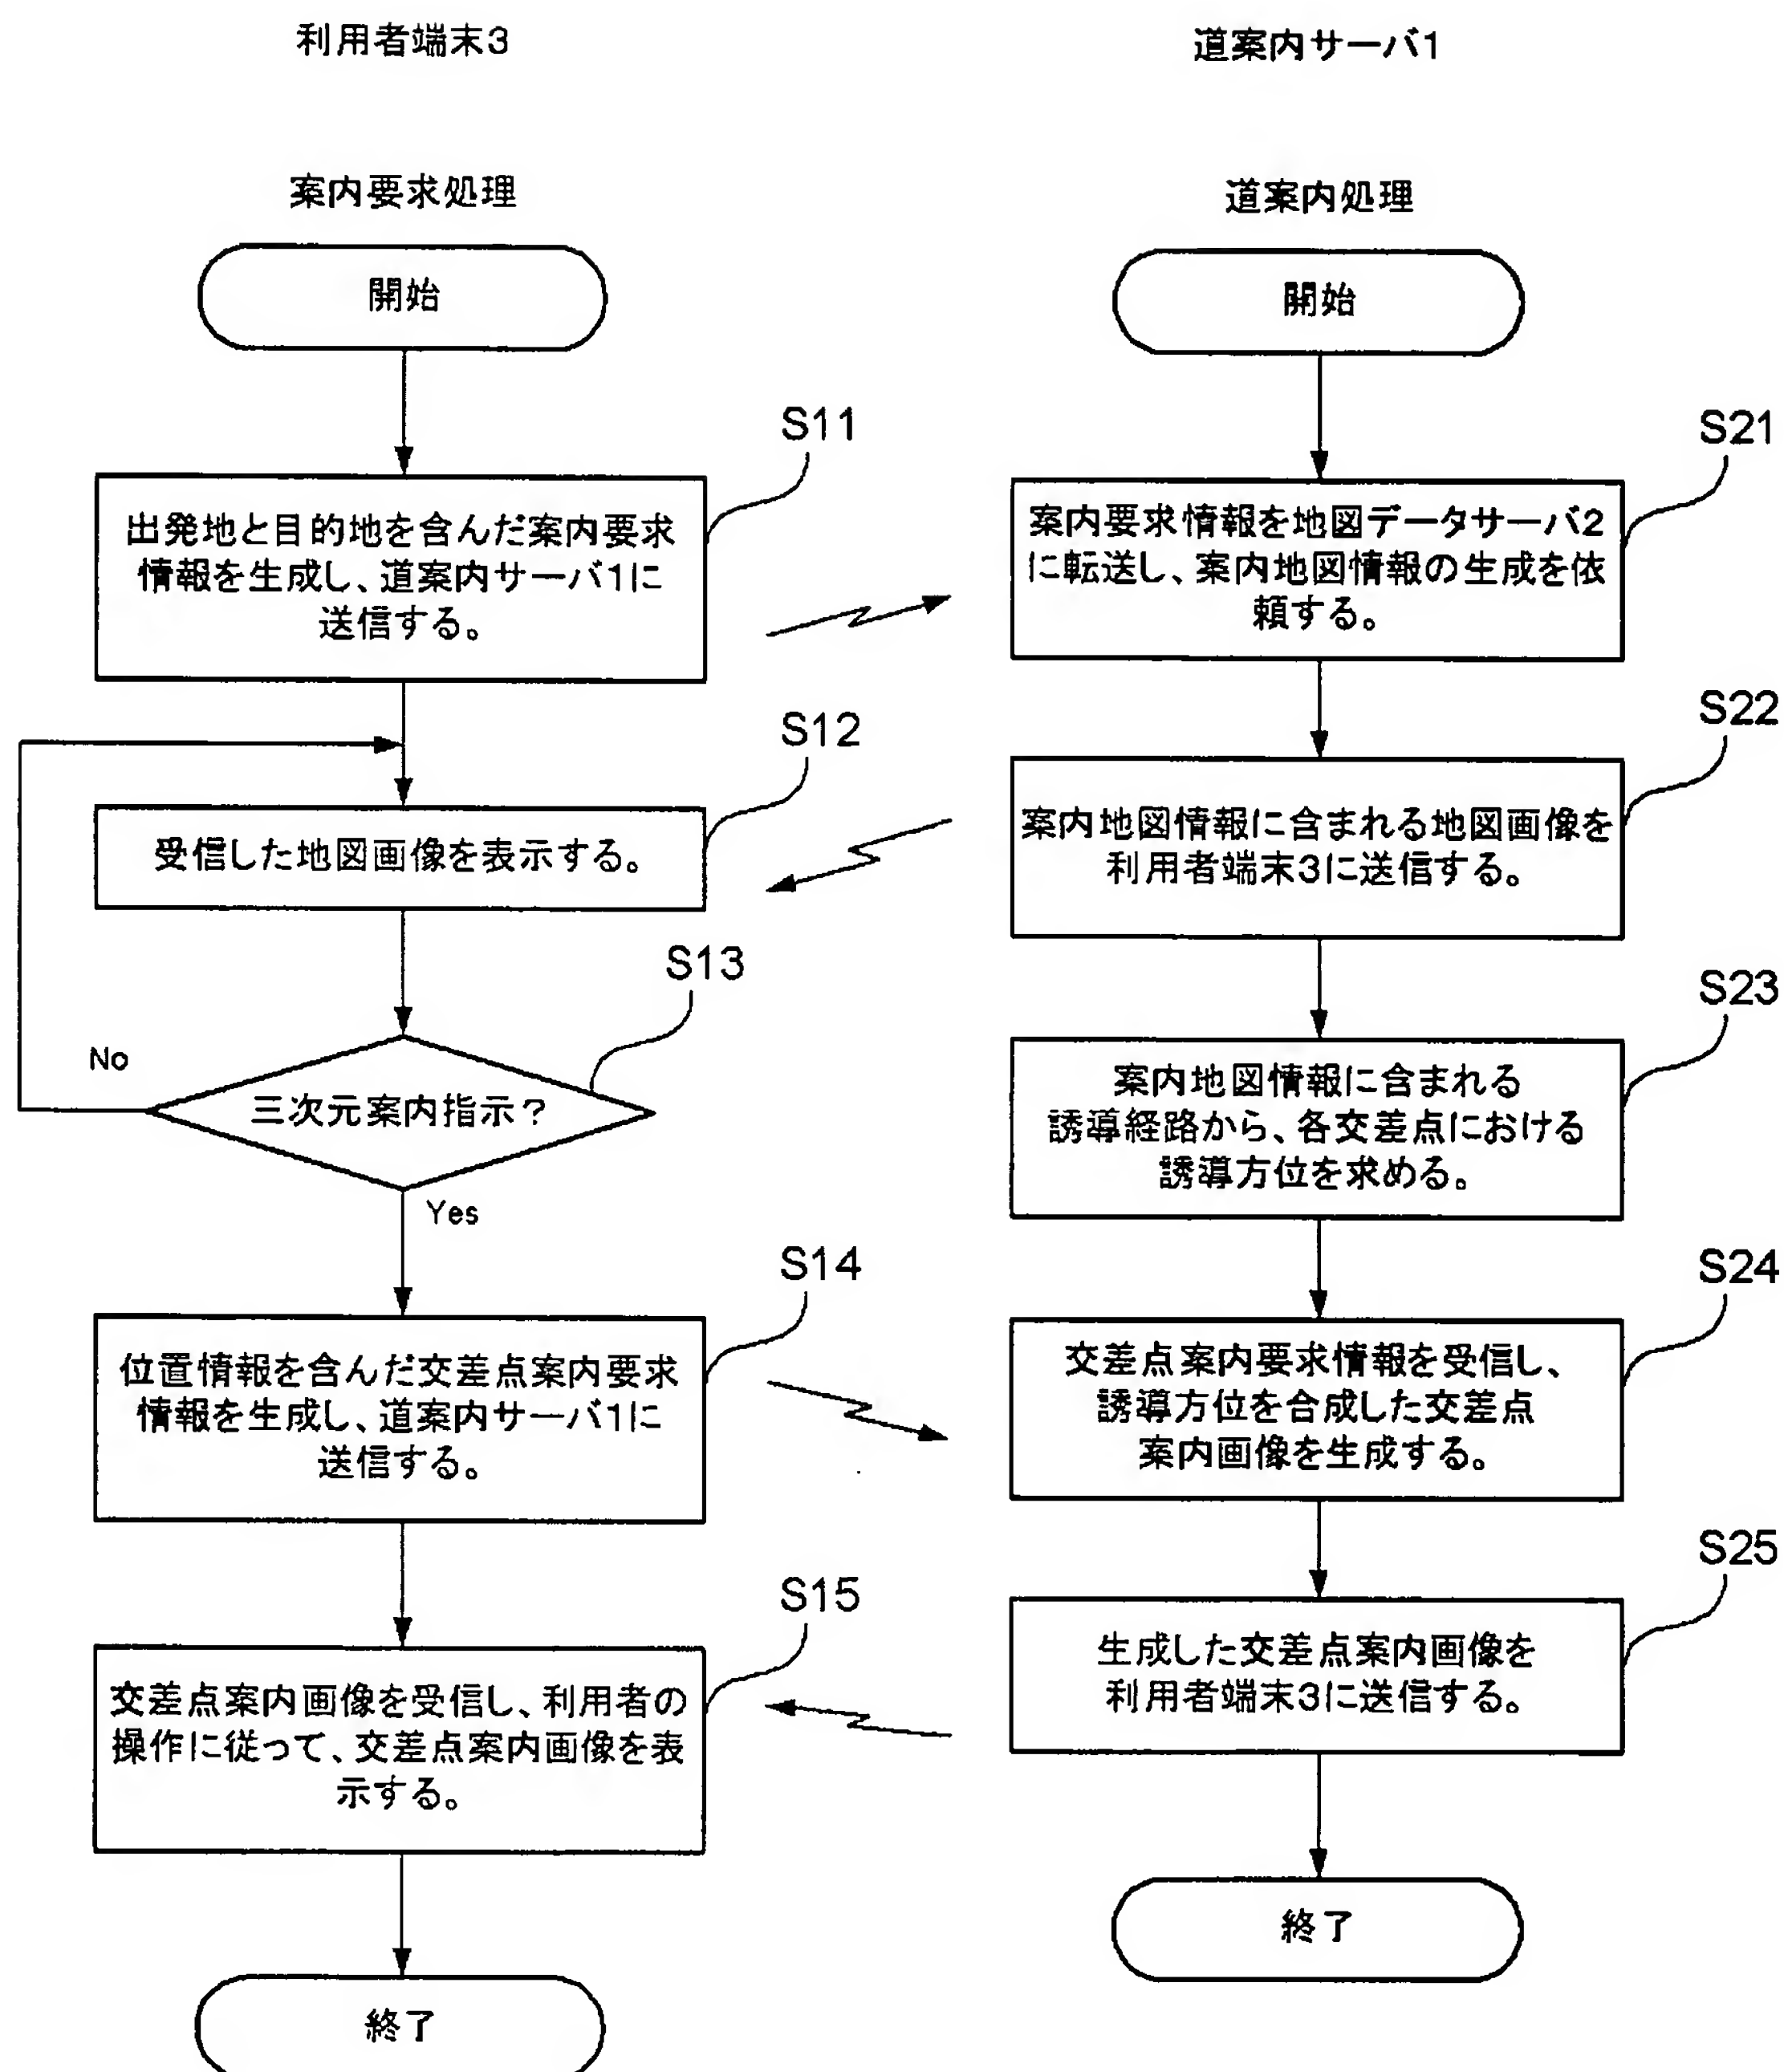 利用者端末3
案内要求処理
開始
S11
出発地と目的地を含んだ案内要求
情報を生成し、道案内サーバ1に
送信する。
S12
受信した地図画像を表示する。
S13
No
三次元案内指示？
Yes
S14
位置情報を含んだ交差点案内要求
情報を生成し、道案内サーバ1に
送信する。
S15
交差点案内画像を受信し、利用者の
操作に従って、交差点案内画像を表
示する。
終了
道案内サーバ1
道案内処理
開始
S21
案内要求情報を地図データサーバ2
に転送し、案内地図情報の生成を依
頼する。
S22
案内地図情報に含まれる地図画像を
利用者端末3に送信する。
S23
案内地図情報に含まれる
誘導経路から、各交差点における
誘導方位を求める。
S24
交差点案内要求情報を受信し、
誘導方位を合成した交差点
案内画像を生成する。
S25
生成した交差点案内画像を
利用者端末3に送信する。
終了